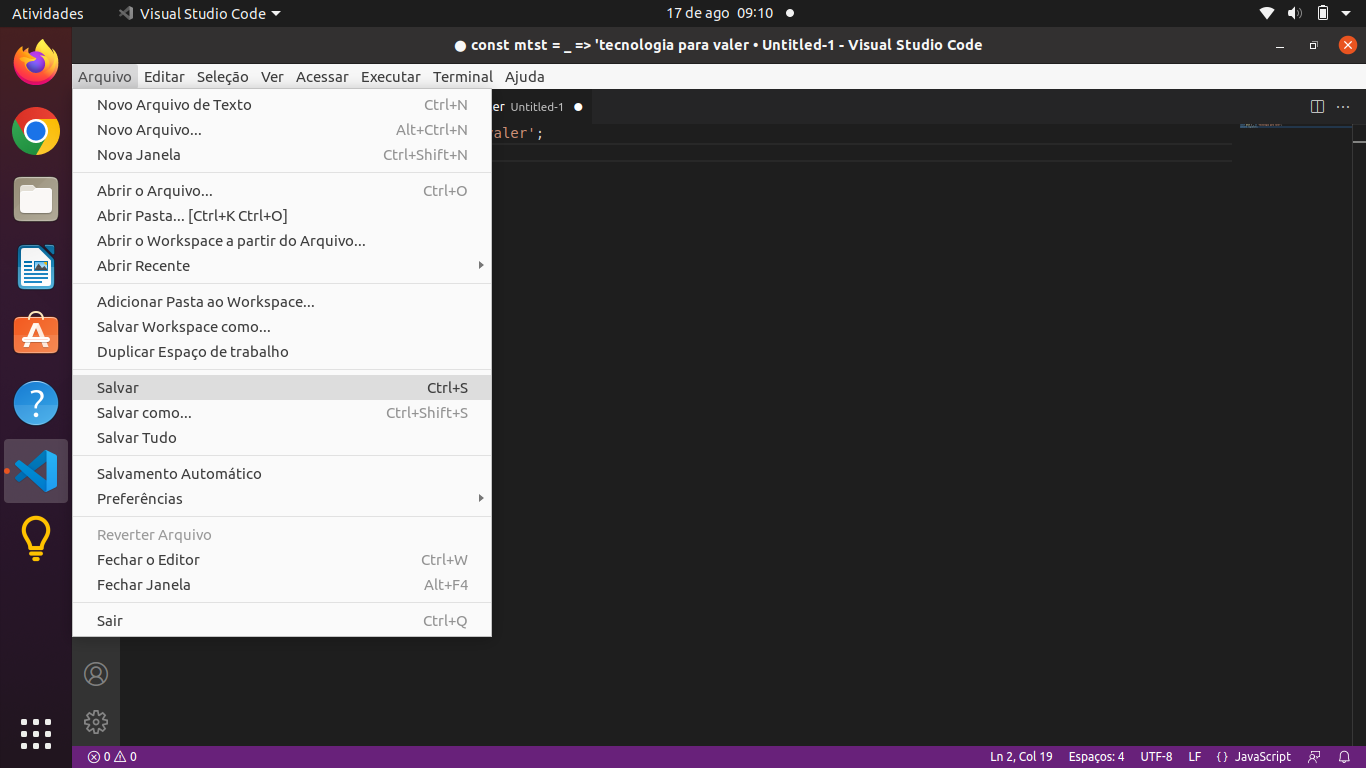 Atividades Visual Studio Code 17 de ago 09:10
const mtst = _ => 'tecnologia para valer • Untitled-1 - Visual Studio Code
Arquivo Editar Seleção Ver Acessar Executar Terminal Ajuda
er Untitled-1
valer';
Novo Arquivo de Texto Ctrl+N
Novo Arquivo... Alt+Ctrl+N
Nova Janela Ctrl+Shift+N
Abrir o Arquivo... Ctrl+O
Abrir Pasta... [Ctrl+K Ctrl+O]
Abrir o Workspace a partir do Arquivo...
Abrir Recente
Adicionar Pasta ao Workspace...
Salvar Workspace como...
Duplicar Espaço de trabalho
Salvar Ctrl+S
Salvar como... Ctrl+Shift+S
Salvar Tudo
Salvamento Automático
Preferências
Reverter Arquivo
Fechar o Editor Ctrl+W
Fechar Janela Alt+F4
Sair Ctrl+Q
0 0 Ln 2, Col 19 Espaços: 4 UTF-8 LF {} JavaScript